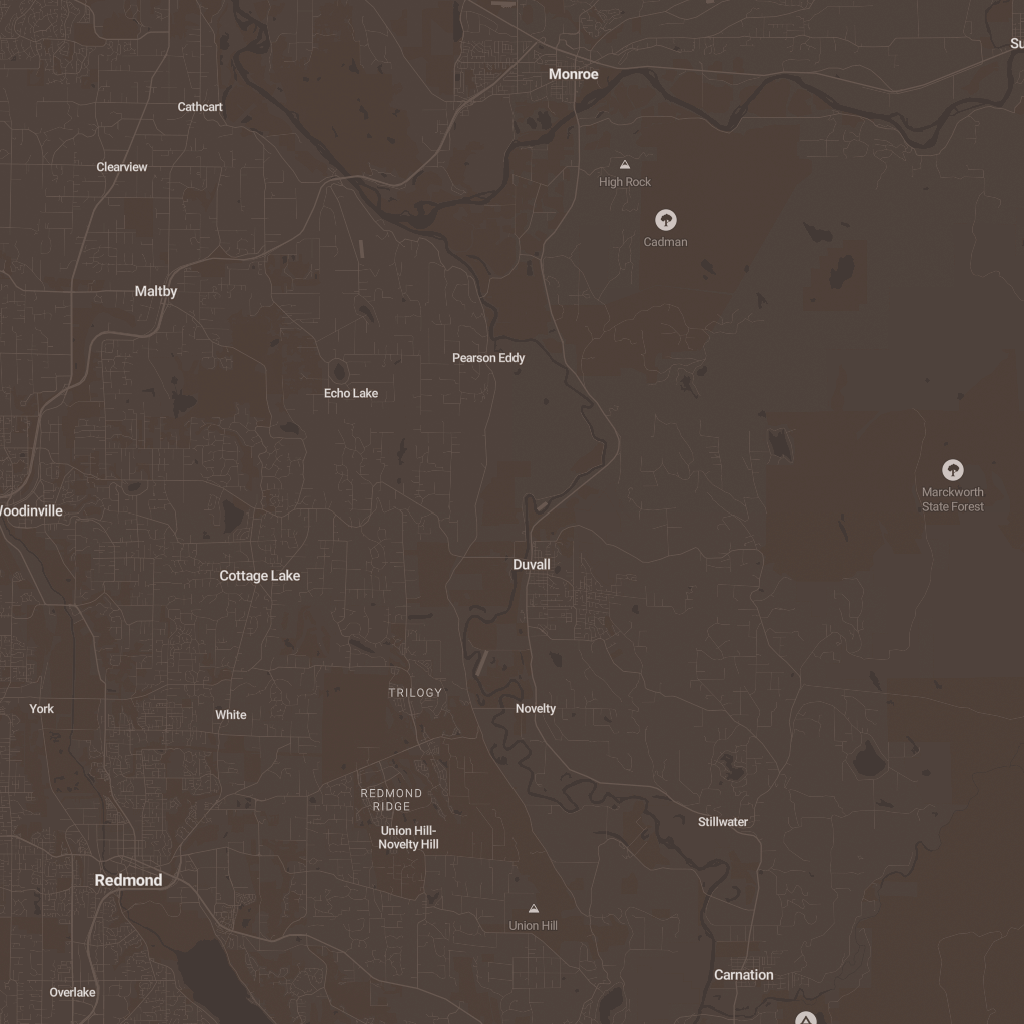 Monroe
Cathcart
Clearview
High Rock
Cadman
Maltby
Pearson Eddy
Echo Lake
Marckworth
State Forest
Duvall
Cottage Lake
TRILOGY
York
White
Novelty
REDMOND
RIDGE
Stillwater
Union Hill-
Novelty Hill
Redmond
Union Hill
Carnation
Overlake